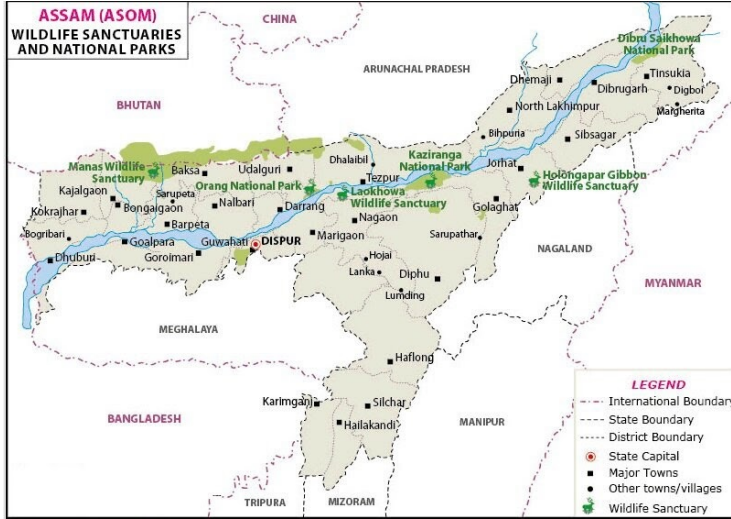 ASSAM (ASOM)
WILDLIFE SANCTUARIES
AND NATIONAL PARKS
CHINA
ARUNACHAL PRADESH
BHUTAN
Dibru Saikhowa
National Park
Dhemaji
Tinsukia
Dibrugarh
Digboi
North Lakhimpur
Margherita
Bihpuria
Sibsagar
Dhalaibil
Kaziranga
National Park
Jorhat
Manas Wildlife
Sanctuary
Baksa
Udalguri
Tezpur
Holongapar Gibbon
Wildlife Sanctuary
Orang National Park
Laokhowa
Wildlife Sanctuary
Kajalgaon
Sarupeta
Kokrajhar
Bongaigaon
Nalbari
Darrang
Golaghat
Nagaon
Barpeta
Bogribari
Goalpara
Guwahati
DISPUR
Marigaon
Sarupathar
NAGALAND
Dhuburi
Goroimari
Hojai
Lanka
Diphu
Lumding
MYANMAR
MEGHALAYA
Haflong
Karimganj
Silchar
Hailakandi
BANGLADESH
MANIPUR
TRIPURA
MIZORAM
LEGEND
International Boundary
State Boundary
District Boundary
State Capital
Major Towns
Other towns/villages
Wildlife Sanctuary